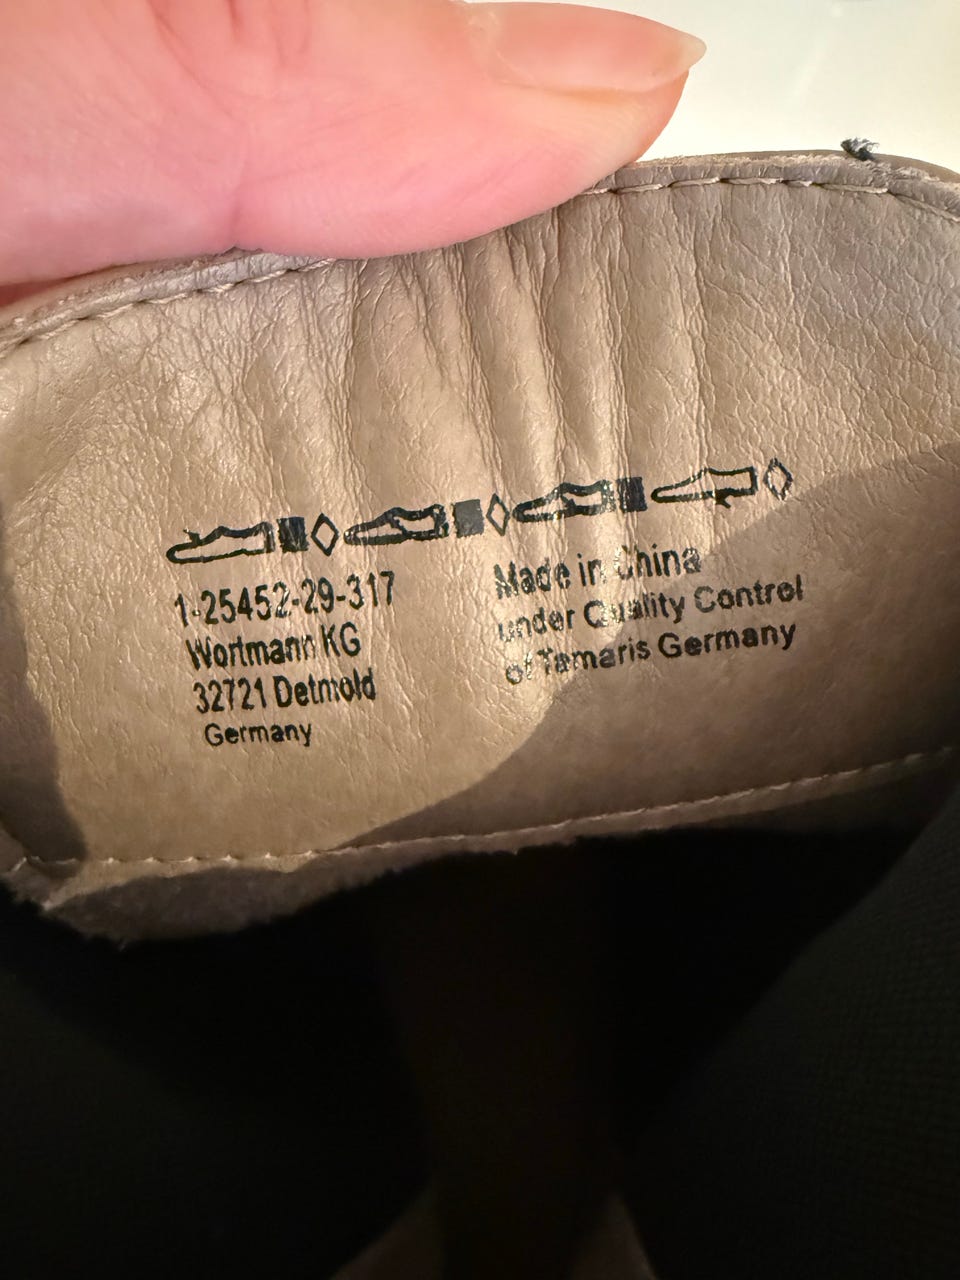 1-25452-29-317
Wortmann KG
32721 Detmold
Germany
Made in China
under Quality Control
of Tamaris Germany